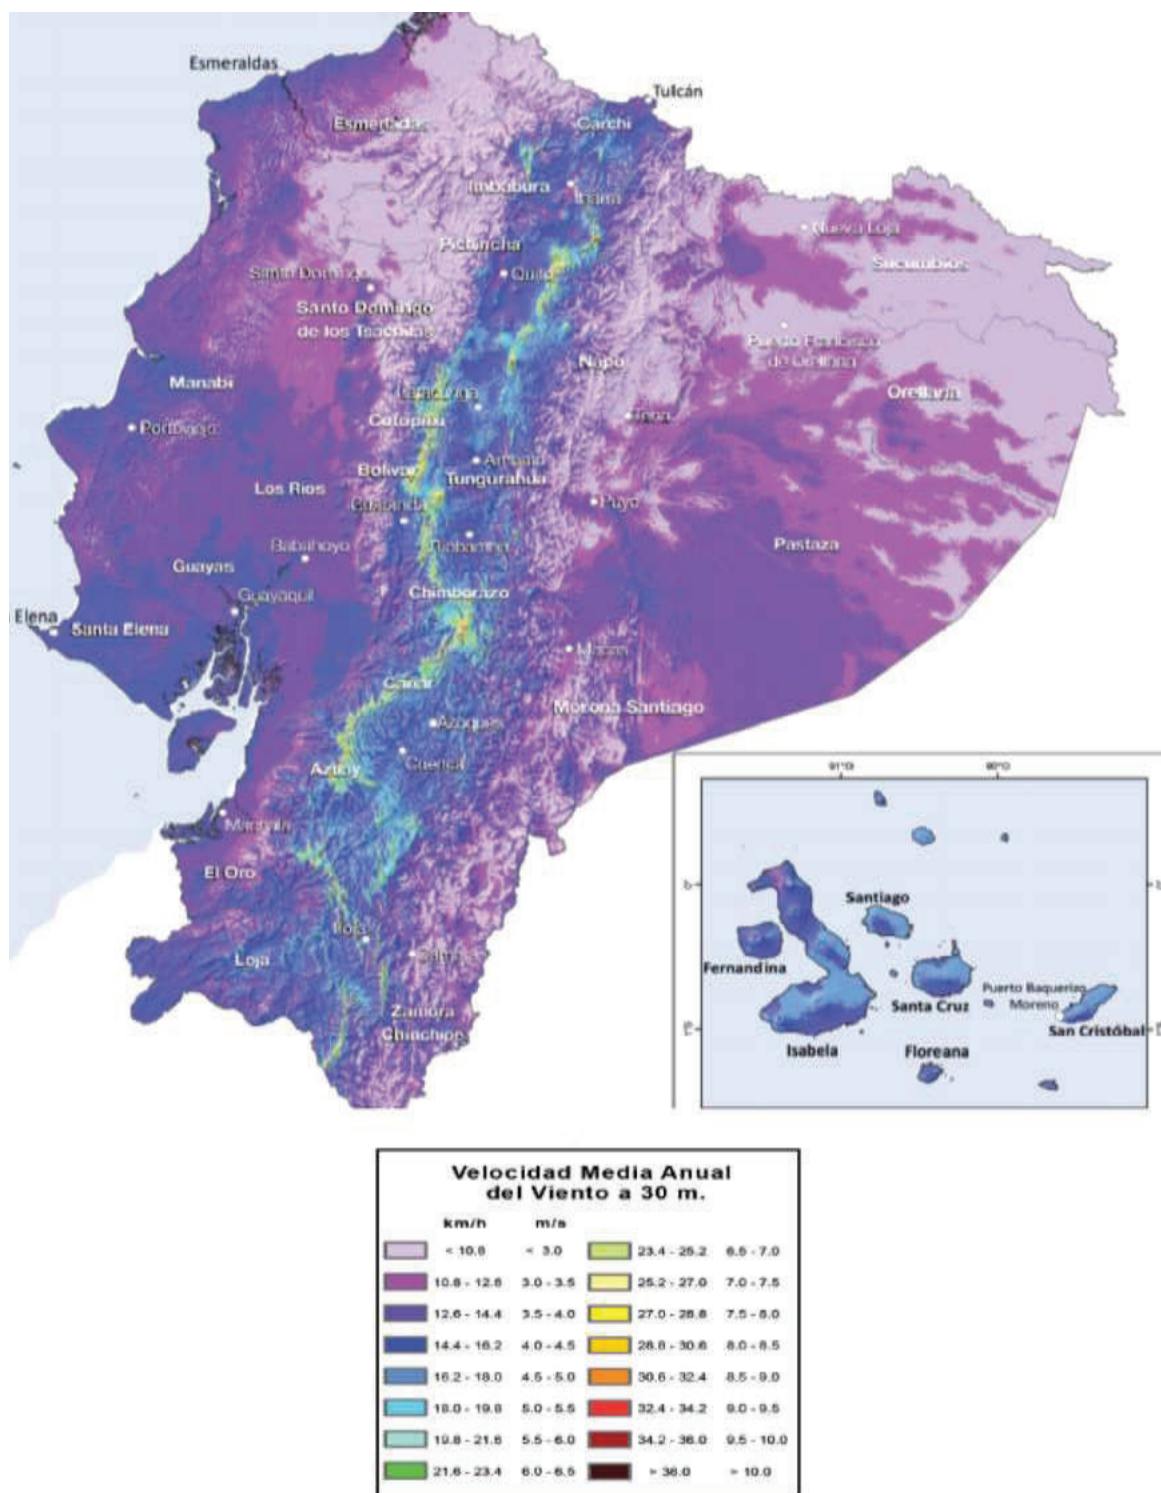 Esmeraldas
Tulcán
Esmeraldas
Carchi
Imbabura
Ibarra
Nueva Loja
Pichincha
Sucumbíos
Santo Domingo
Quito
Santo Domingo
de los Tsáchilas
Puerto Francisco
de Orellana
Napo
Manabí
Latacunga
Orellana
Cotopaxi
Tena
Portoviejo
Ambato
Bolívar
Tungurahua
Los Ríos
Guaranda
Puyo
Babahoyo
Riobamba
Pastaza
Guayas
Chimborazo
Guayaquil
Elena
Santa Elena
Macas
Cañar
Morona Santiago
Azogues
Azuay
Cuenca
91°O
90°O
Machala
El Oro
Santiago
Loja
Loja
Zamora
Fernandina
Puerto Baquerizo
Santa Cruz
Moreno
Zamora
Chinchipe
San Cristóbal
Isabela
Floreana
Velocidad Media Anual
del Viento a 30 m.
km/h m/s
< 10.8 < 3.0 23.4 - 25.2 6.5 - 7.0
10.8 - 12.6 3.0 - 3.5 25.2 - 27.0 7.0 - 7.5
12.6 - 14.4 3.5 - 4.0 27.0 - 28.8 7.5 - 8.0
14.4 - 16.2 4.0 - 4.5 28.8 - 30.6 8.0 - 8.5
16.2 - 18.0 4.5 - 5.0 30.6 - 32.4 8.5 - 9.0
18.0 - 19.8 5.0 - 5.5 32.4 - 34.2 9.0 - 9.5
19.8 - 21.6 5.5 - 6.0 34.2 - 36.0 9.5 - 10.0
21.6 - 23.4 6.0 - 6.5 > 36.0 > 10.0